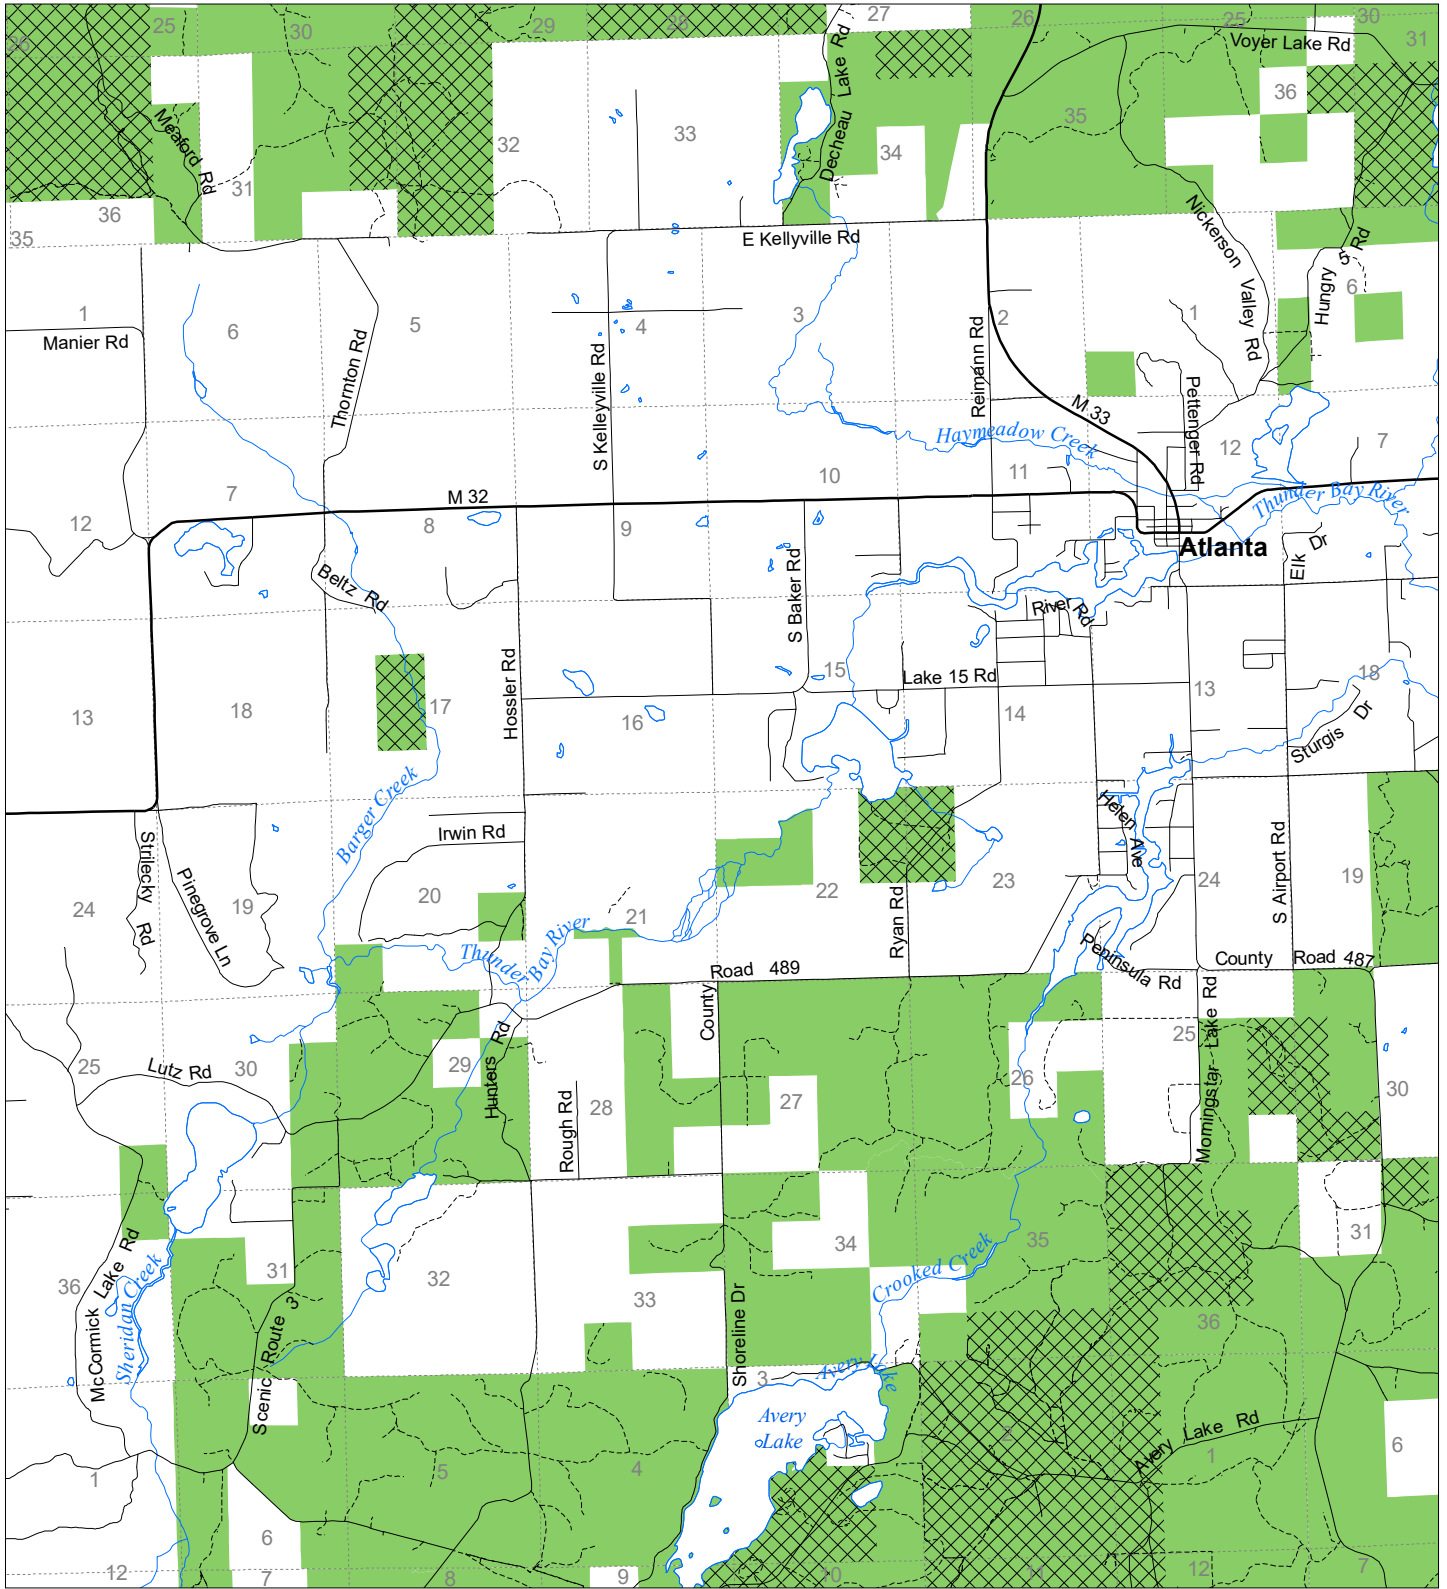 26
25
30
29
28
27
26
25
30
31
Voyer Lake Rd
Decheau Lake Rd
36
35
Meaford Rd
31
32
33
34
36
35
Nickerson Valley Rd
E Kellyville Rd
Hungry 5 Rd
6
1
Manier Rd
6
5
Thornton Rd
S Kelleyville Rd
4
3
Reimann Rd
2
1
M 33
Pettenger Rd
Haymeadow Creek
12
7
7
M 32
8
9
10
11
12
Thunder Bay River
Atlanta
Elk Dr
Beltz Rd
S Baker Rd
River Rd
13
18
17
Hossler Rd
16
15
Lake 15 Rd
14
13
18
Sturgis Dr
Barger Creek
Irwin Rd
Helen Ave
S Airport Rd
Strilecky Rd
Pinegrove Ln
24
19
20
21
22
Ryan Rd
23
24
19
Thunder Bay River
Road 489
County
Peninsula Rd
County Road 487
25
Lutz Rd
30
29
Hunters Rd
28
Rough Rd
27
26
25
Morningstar Lake Rd
30
36
McCormick Lake Rd
Sheridan Creek
31
Scenic Route 3
32
33
Shoreline Dr
34
Crooked Creek
35
36
31
3
Avery Lake
Avery
Lake
2
Avery Lake Rd
1
6
1
5
4
6
12
7
8
9
10
11
12
7